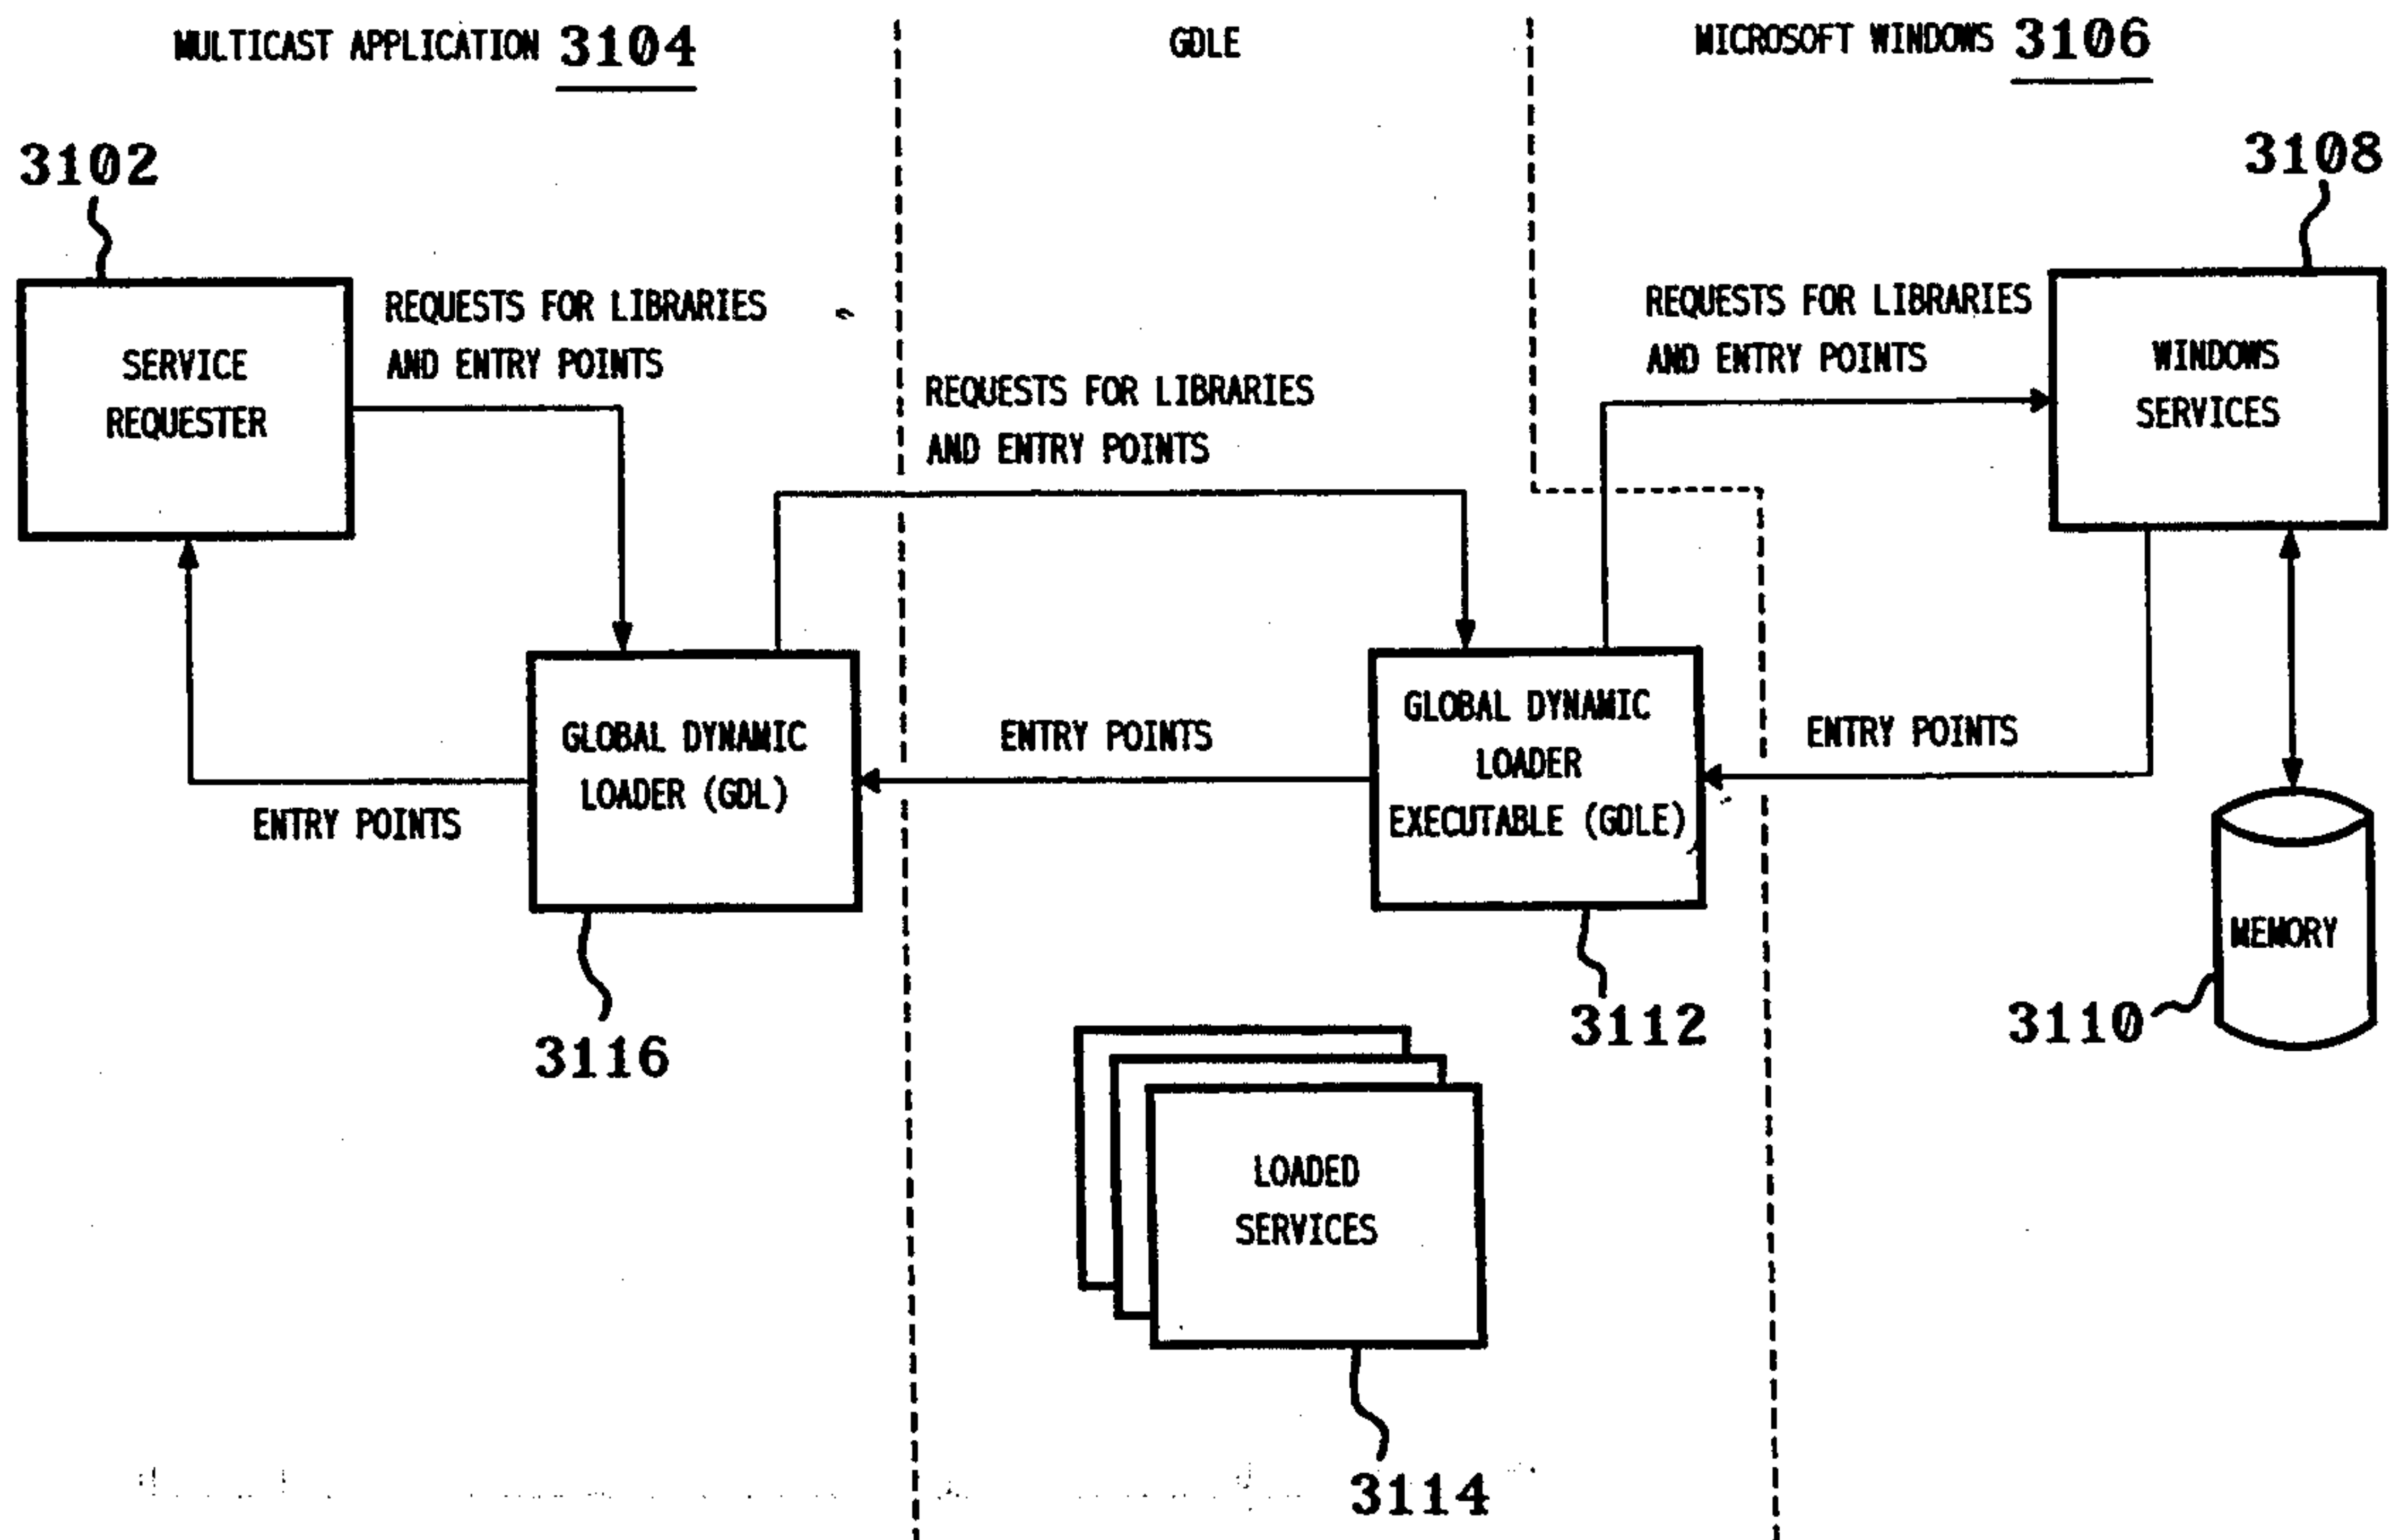 MULTICAST APPLICATION 3104
GDLE
MICROSOFT WINDOWS 3106
3102
3108
SERVICE
REQUESTER
REQUESTS FOR LIBRARIES
AND ENTRY POINTS
REQUESTS FOR LIBRARIES
AND ENTRY POINTS
REQUESTS FOR LIBRARIES
AND ENTRY POINTS
WINDOWS
SERVICES
GLOBAL DYNAMIC
LOADER (GDL)
ENTRY POINTS
ENTRY POINTS
GLOBAL DYNAMIC
LOADER
EXECUTABLE (GDLE)
ENTRY POINTS
MEMORY
3116
3112
3110
LOADED
SERVICES
3114